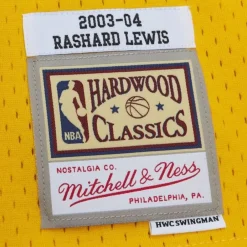 2003-04
RASHARD LEWIS
HARDWOOD
NBA
CLASSICS
NOSTALGIA CO.
Mitchell & Ness
PHILADELPHIA, PA.
HWC SWINGMAN